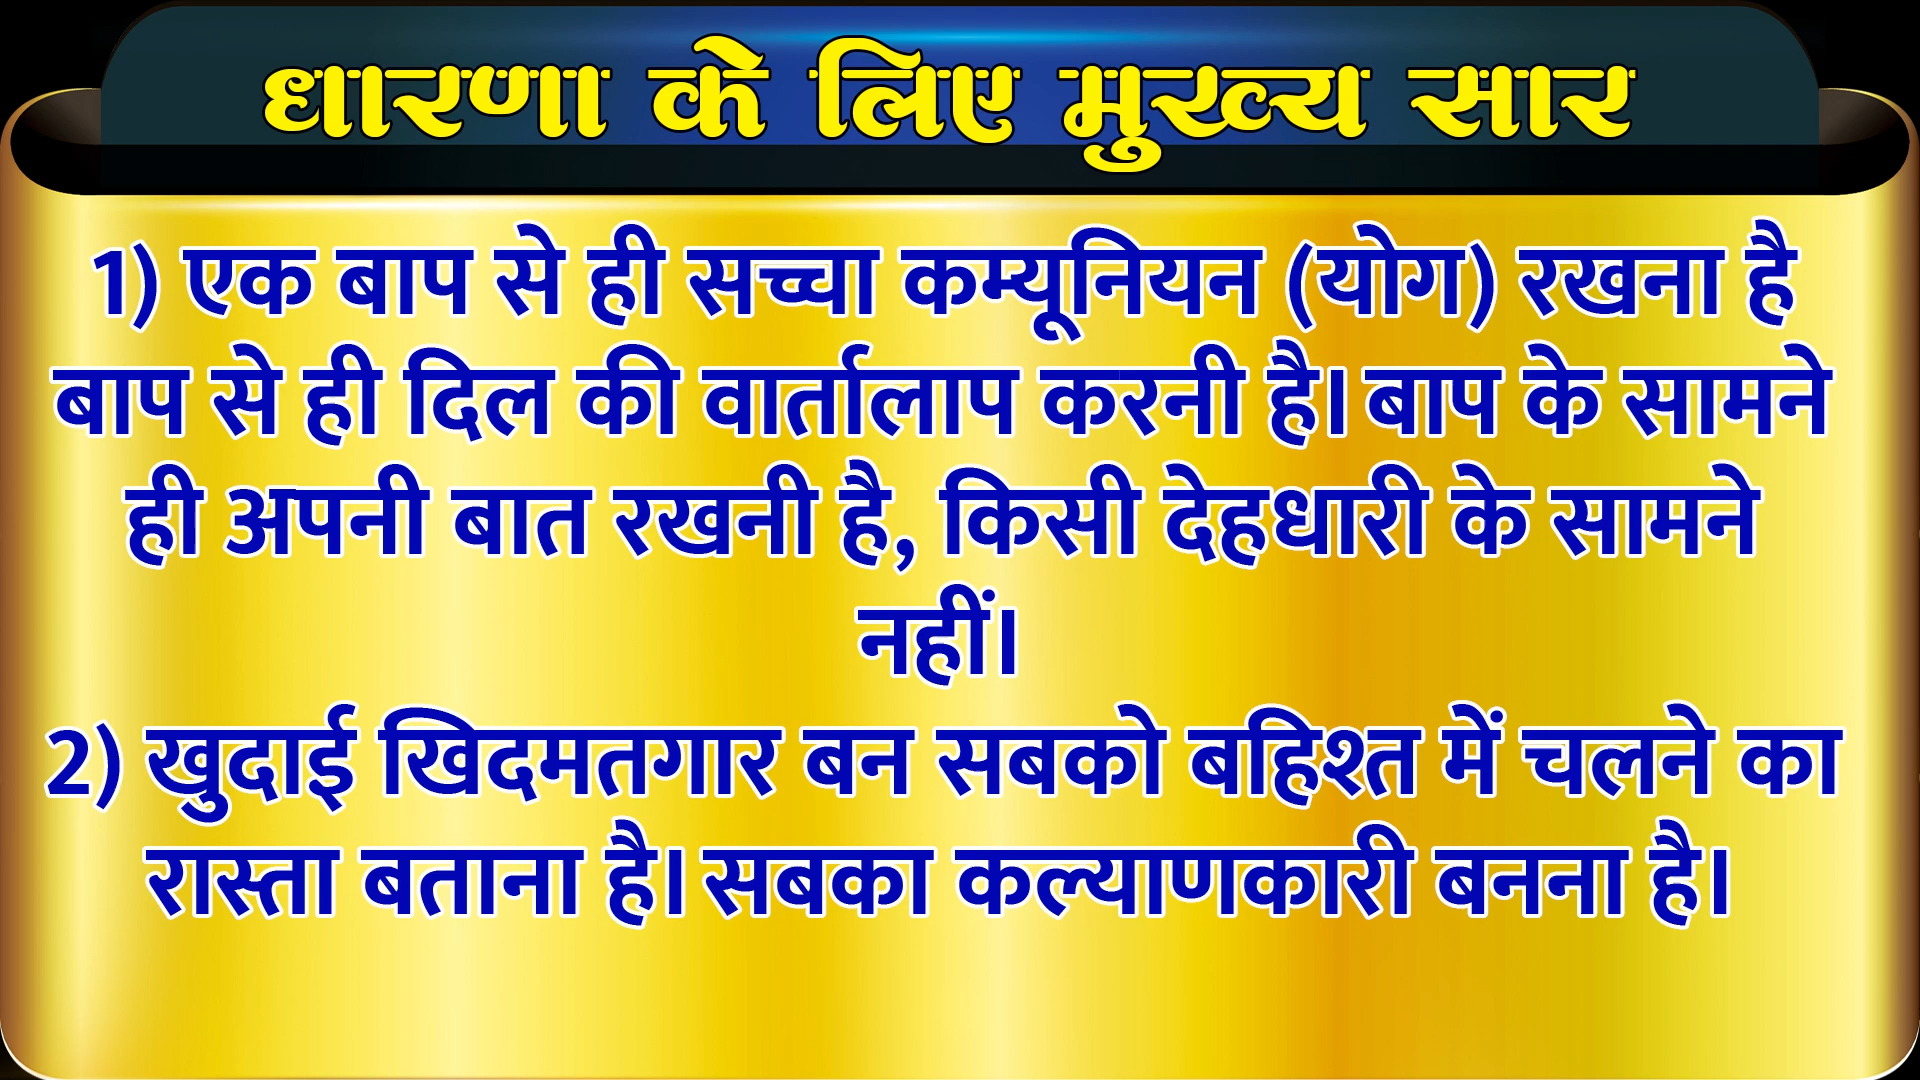 धारणा के लिए मुख्य सार
1) एक बाप से ही सच्चा कम्यूनियन (योग) रखना है
बाप से ही दिल की वार्तालाप करनी है। बाप के सामने
ही अपनी बात रखनी है, किसी देहधारी के सामने
नहीं।
2) खुदाई खिदमतगार बन सबको बहिश्त में चलने का
रास्ता बताना है। सबका कल्याणकारी बनना है।